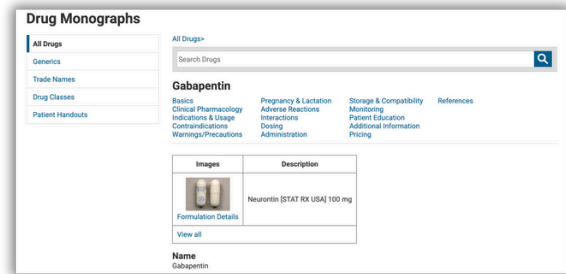 Drug Monographs
All Drugs
Generics
Trade Names
Drug Classes
Patient Handouts
All Drugs>
Search Drugs
Gabapentin
Basics
Clinical Pharmacology
Indications & Usage
Contraindications
Warnings/Precautions
Pregnancy & Lactation
Adverse Reactions
Interactions
Dosing
Administration
Storage & Compatibility
Monitoring
Patient Education
Additional Information
Pricing
References
Images Description
Neurontin [STAT RX USA] 100 mg
Formulation Details
View all
Name
Gabapentin